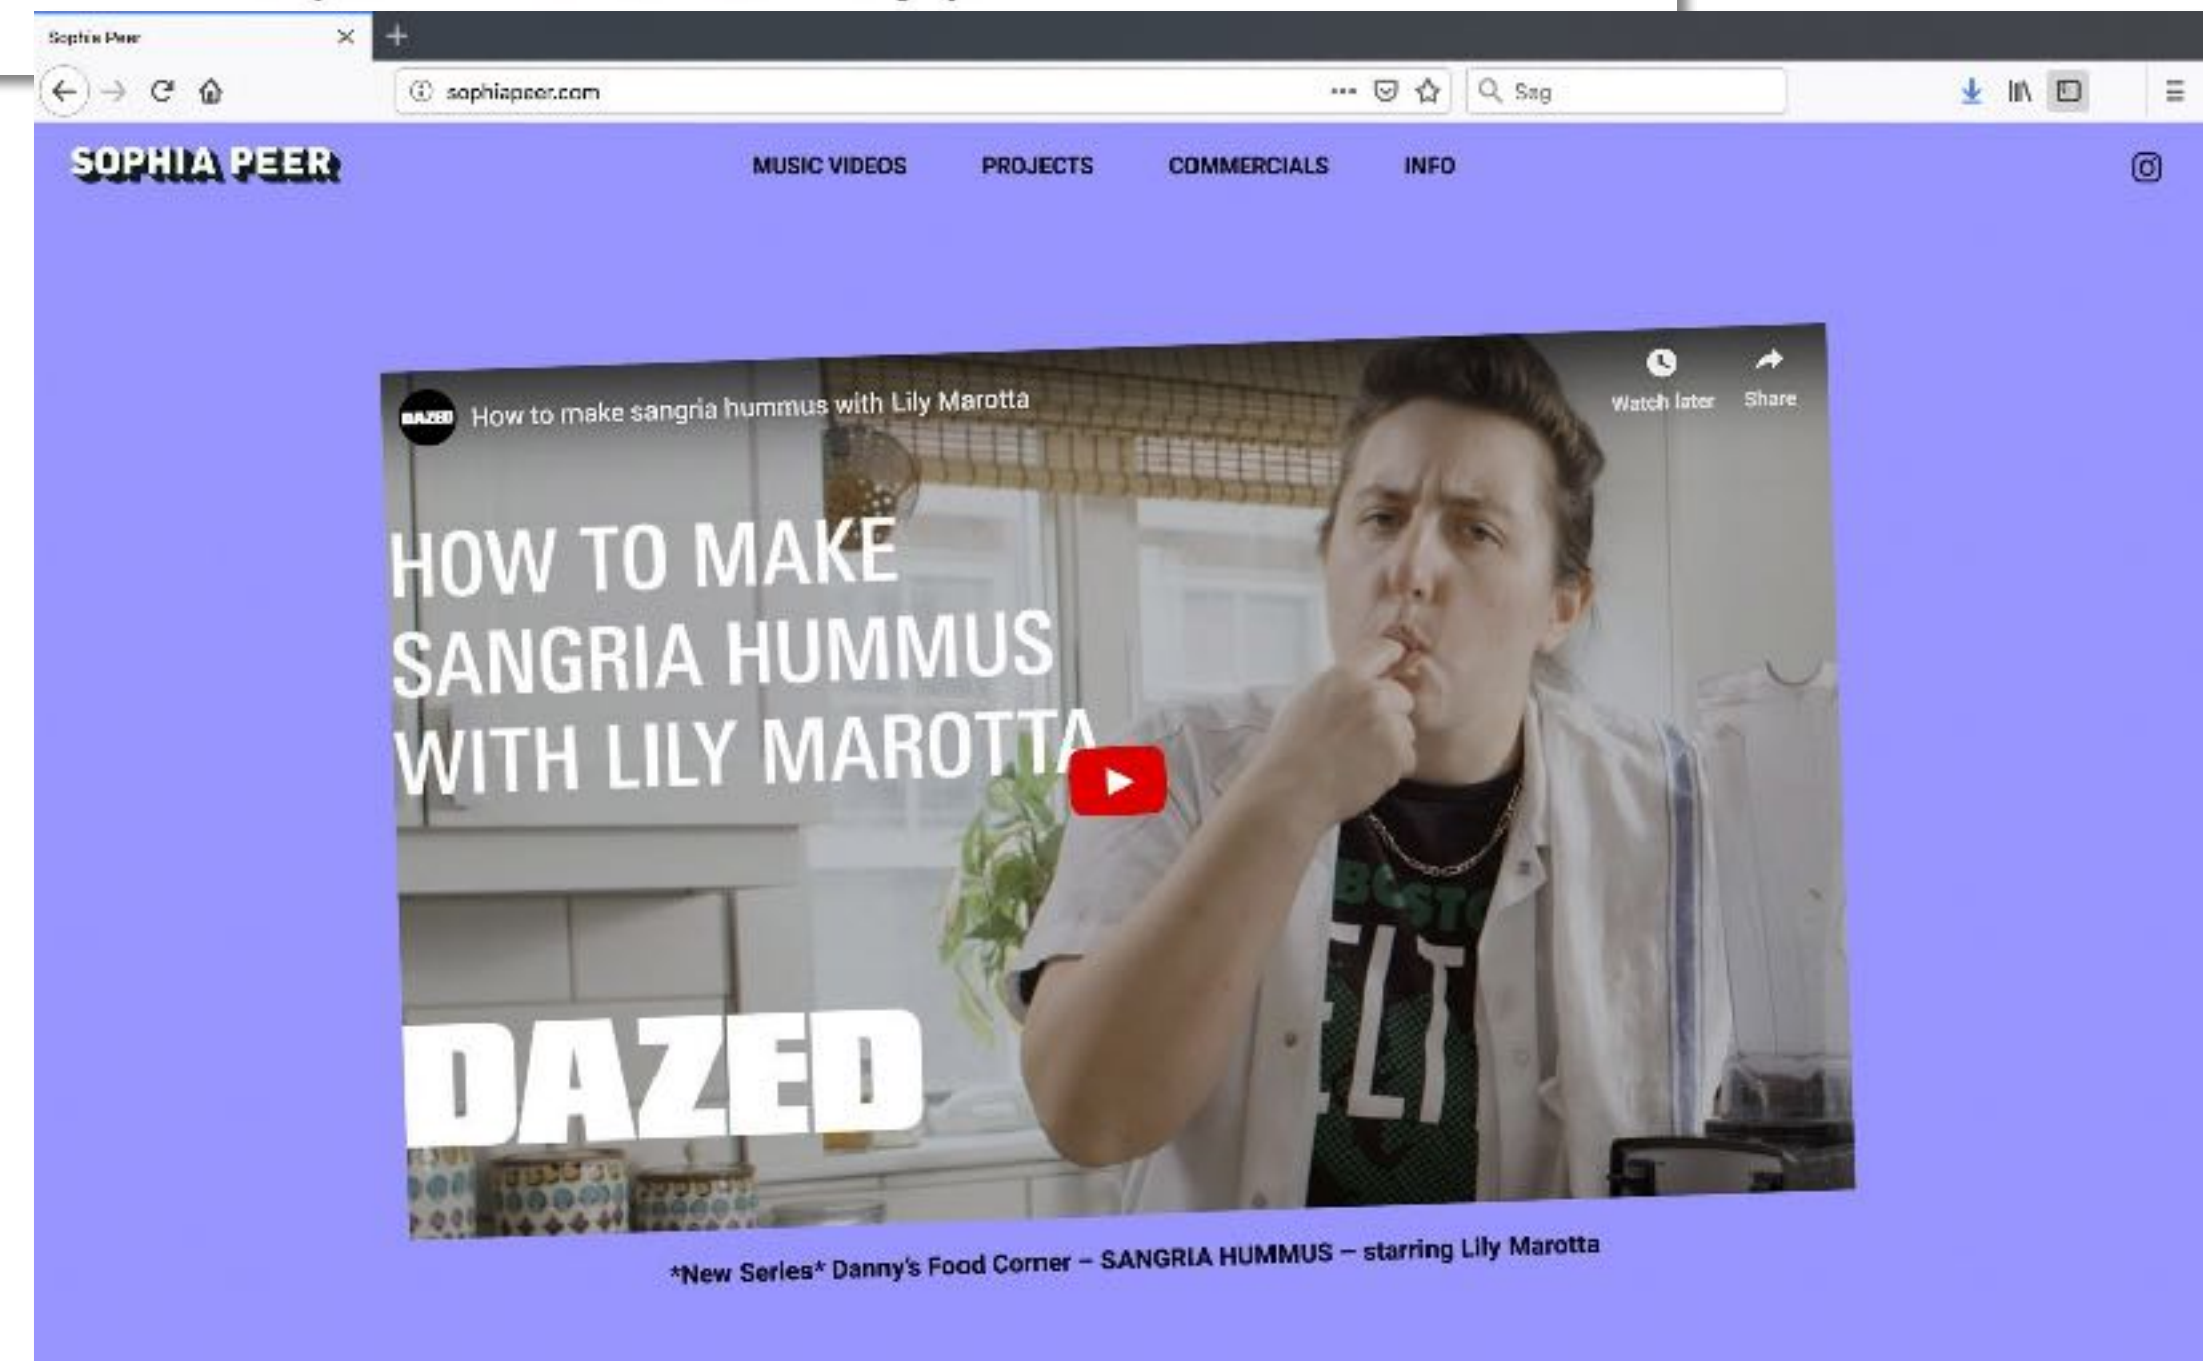 Sophia Peer
sophiapeer.com
Søg
SOPHIA PEER
MUSIC VIDEOS PROJECTS COMMERCIALS INFO
DAZED How to make sangria hummus with Lily Marotta
Watch later Share
HOW TO MAKE
SANGRIA HUMMUS
WITH LILY MAROTTA
BOSTO
ELT
DAZED
*New Series* Danny's Food Corner – SANGRIA HUMMUS – starring Lily Marotta